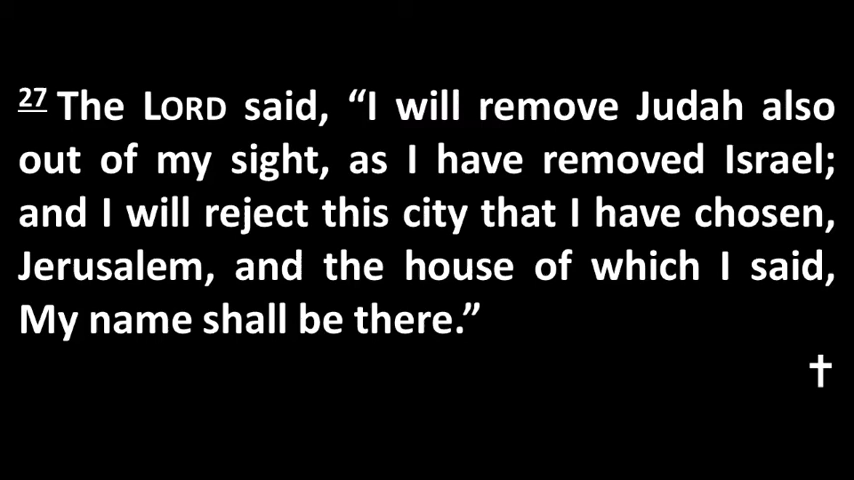 27 The LORD said, “I will remove Judah also
out of my sight, as I have removed Israel;
and I will reject this city that I have chosen,
Jerusalem, and the house of which I said,
My name shall be there.”
✝